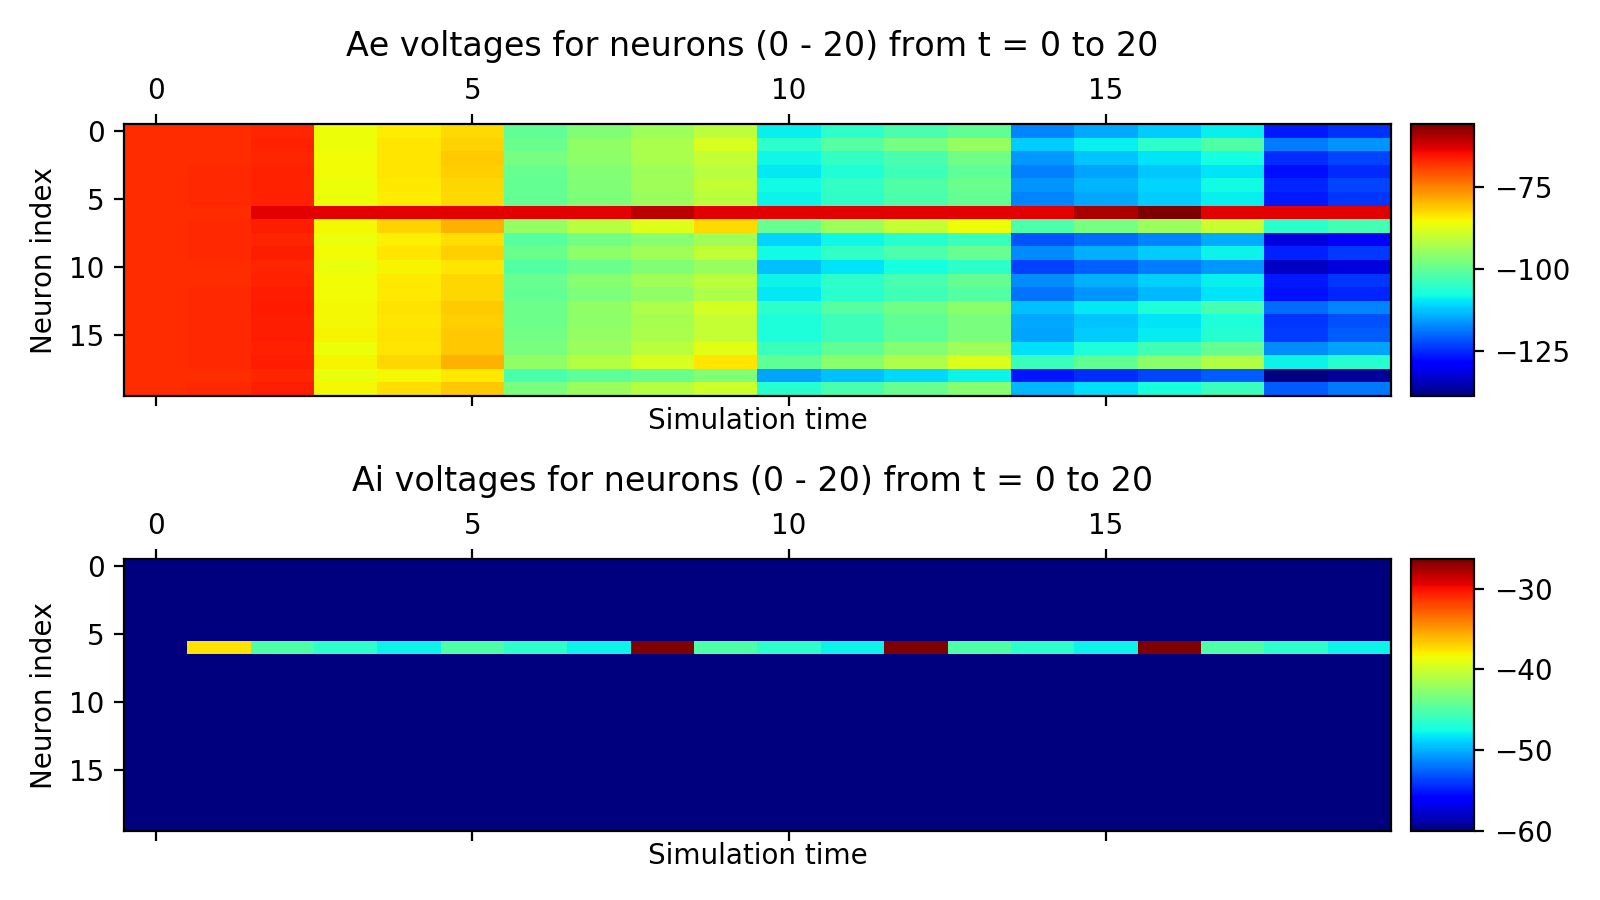 Ae voltages for neurons (0 - 20) from t = 0 to 20
0 5 10 15
Neuron index
0
5
10
15
Simulation time
−75
−100
−125
Ai voltages for neurons (0 - 20) from t = 0 to 20
0 5 10 15
Neuron index
0
5
10
15
Simulation time
−30
−40
−50
−60